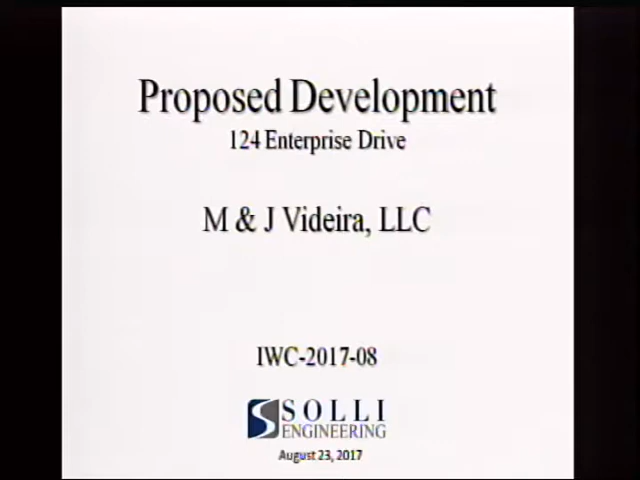 Proposed Development
124 Enterprise Drive
M & J Videira, LLC
IWC-2017-08
SOLLI
ENGINEERING
August 23, 2017